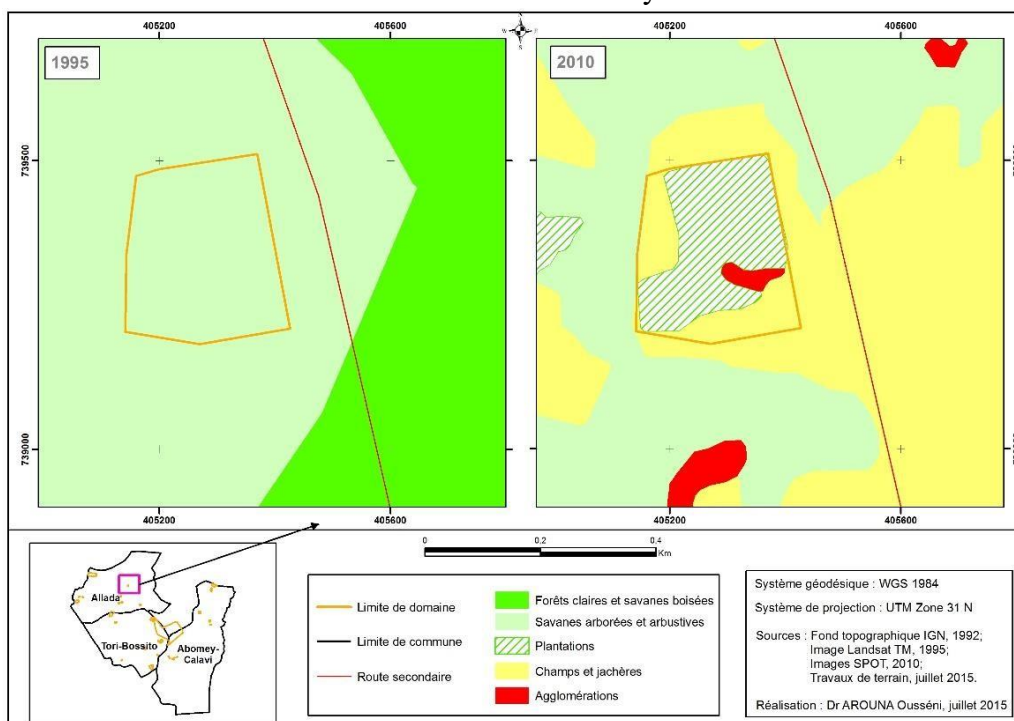 405200
405600
405200
405600
N
1995
2010
739500
739000
405200
405600
405200
405600
0
0,2
0,4
Km
Allada
Tori-Bossito
Abomey-
Calavi
Limite de domaine
Limite de commune
Route secondaire
Forêts claires et savanes boisées
Savanes arborées et arbustives
Plantations
Champs et jachères
Agglomérations
Système géodésique : WGS 1984
Système de projection : UTM Zone 31 N
Sources : Fond topographique IGN, 1992;
Image Landsat TM, 1995;
Images SPOT, 2010;
Travaux de terrain, juillet 2015.
Réalisation : Dr AROUNA Ousséni, juillet 2015